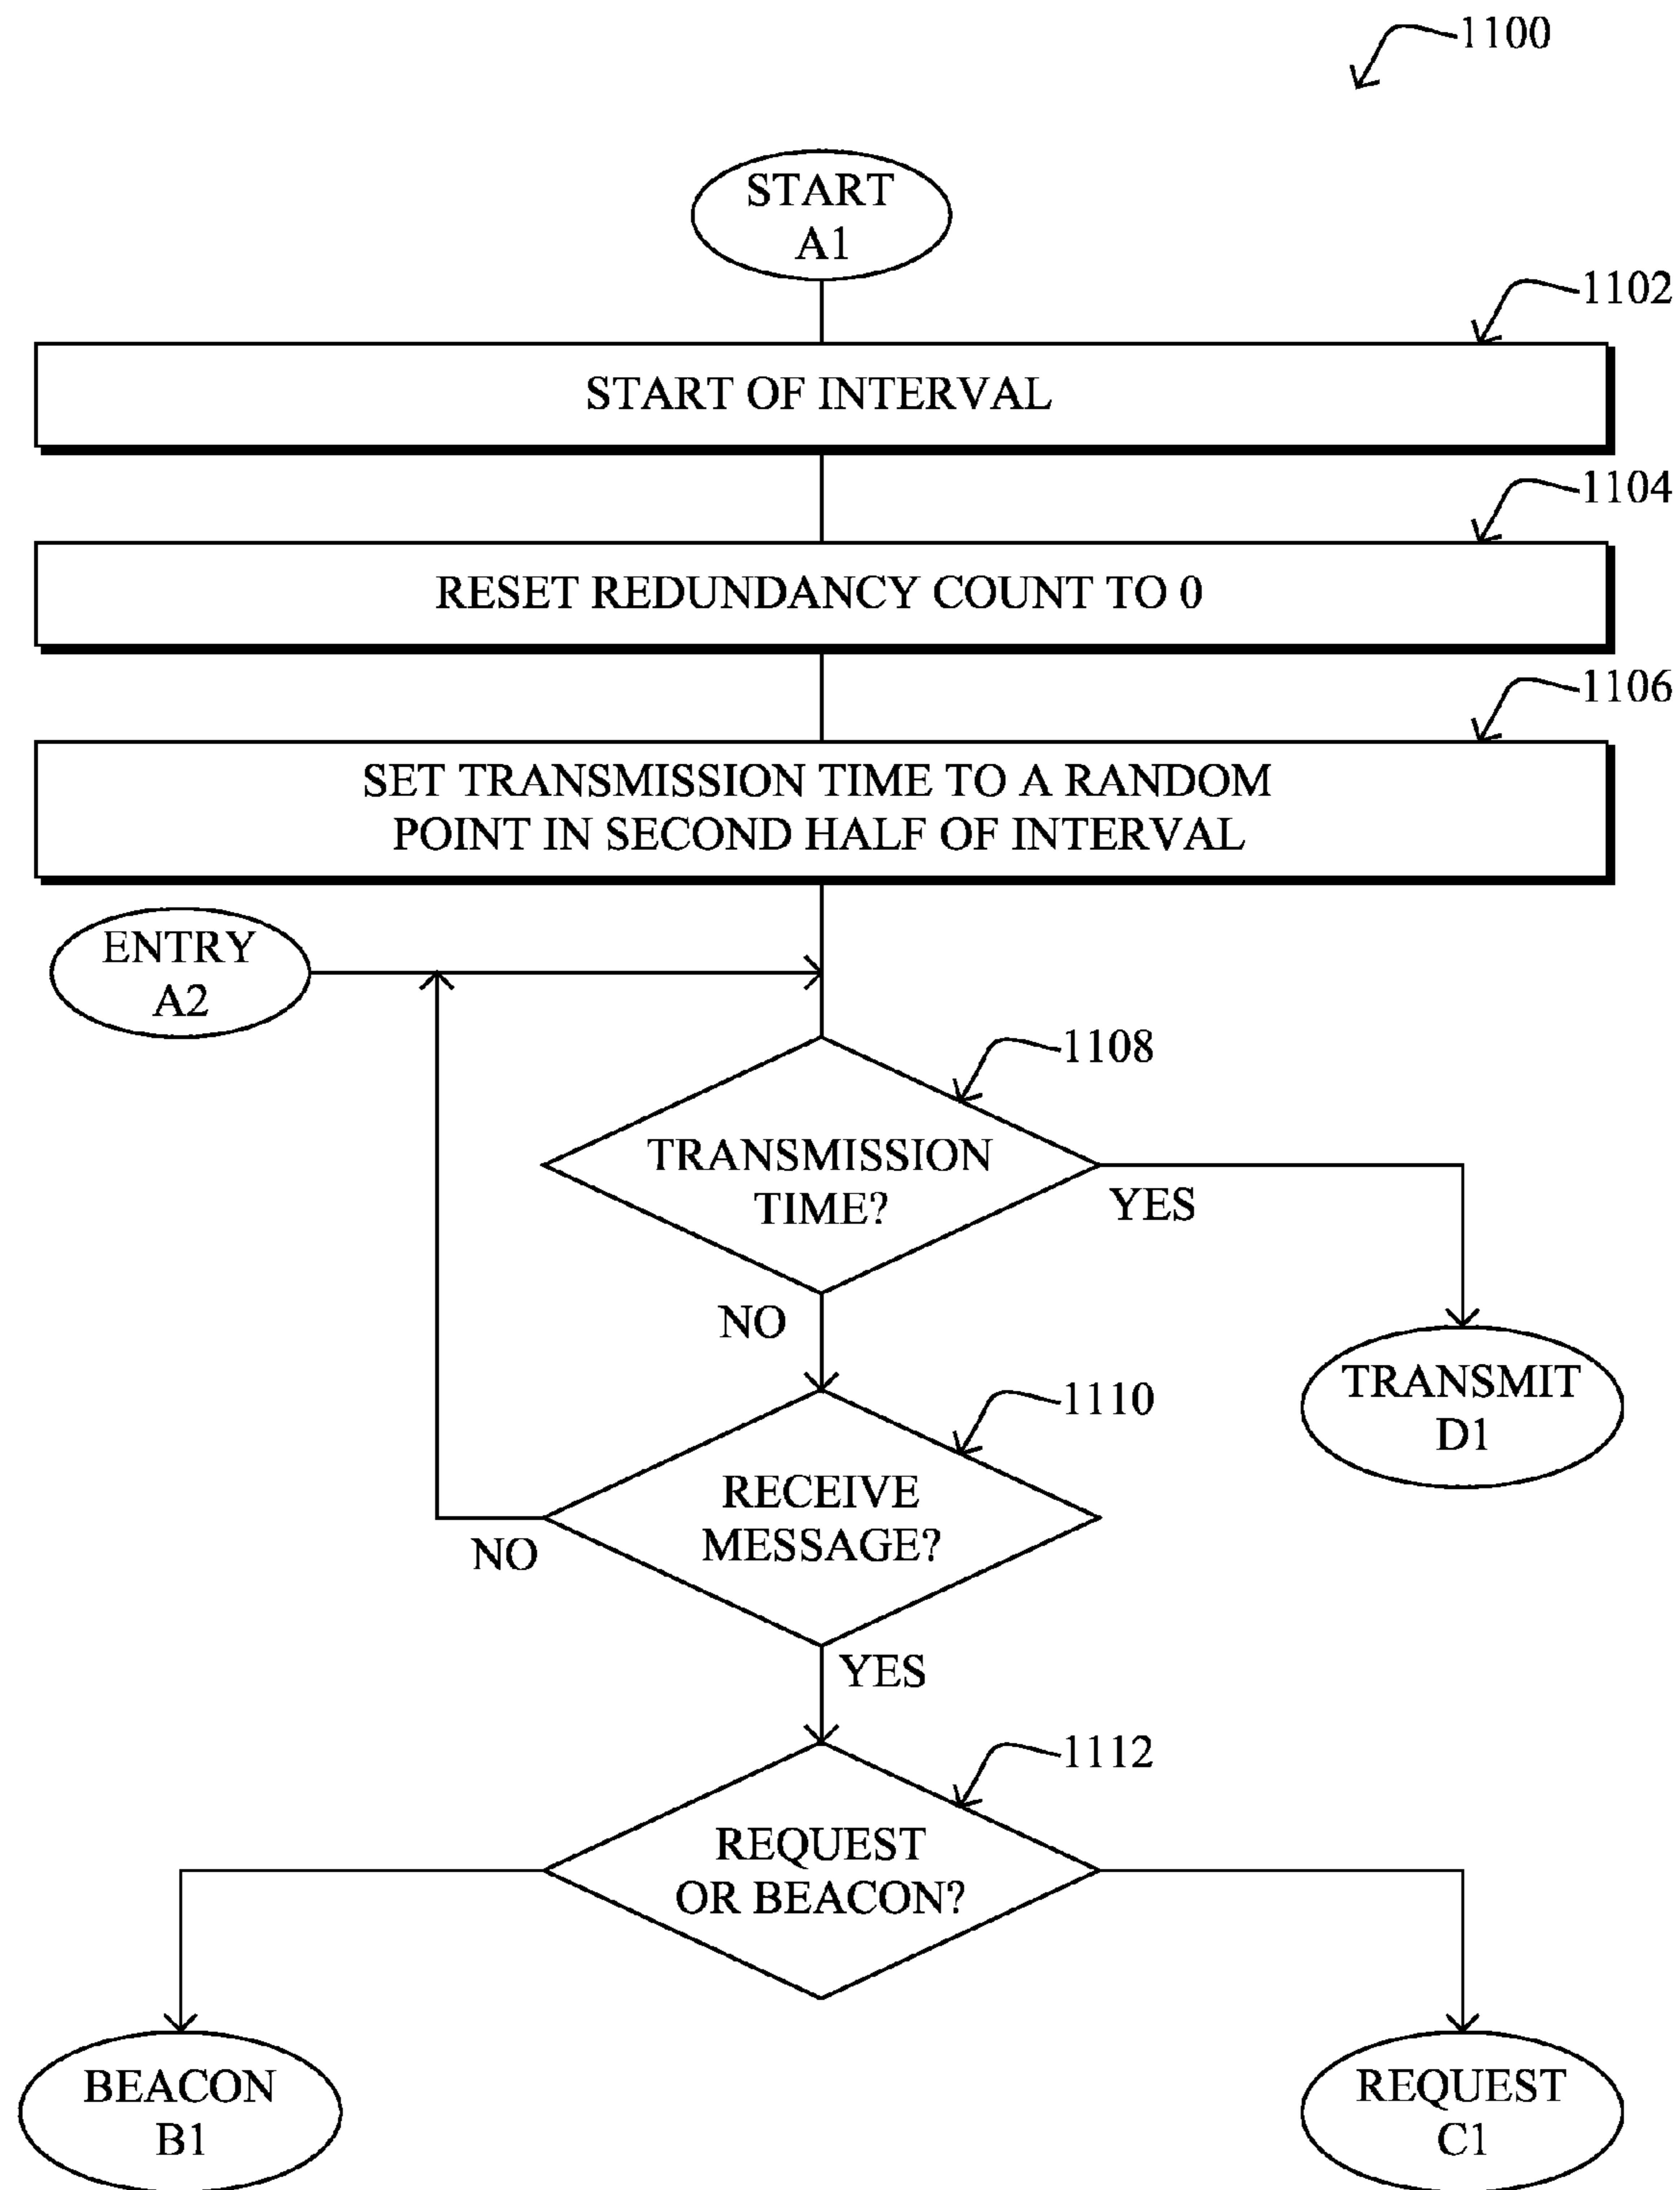 1100
START
A1
1102
START OF INTERVAL
1104
RESET REDUNDANCY COUNT TO 0
1106
SET TRANSMISSION TIME TO A RANDOM
POINT IN SECOND HALF OF INTERVAL
ENTRY
A2
1108
TRANSMISSION
TIME?
YES
NO
TRANSMIT
D1
1110
RECEIVE
MESSAGE?
NO
YES
1112
REQUEST
OR BEACON?
BEACON
B1
REQUEST
C1